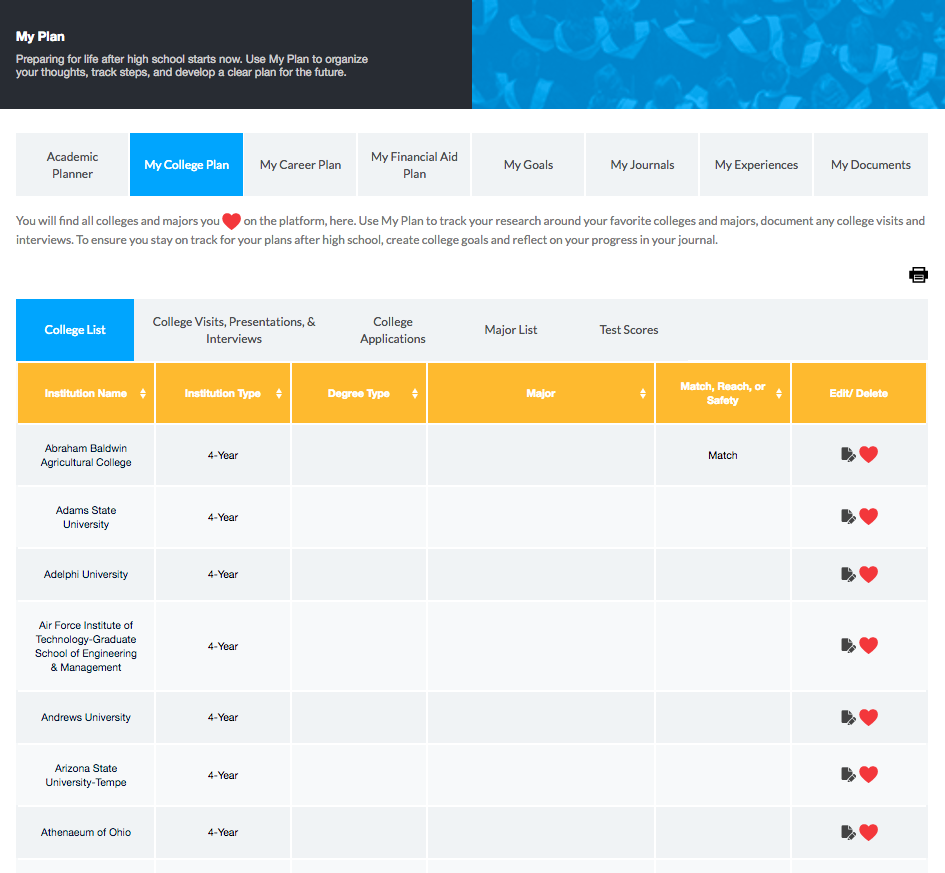 My Plan
Preparing for life after high school starts now. Use My Plan to organize
your thoughts, track steps, and develop a clear plan for the future.
Academic
Planner
My College Plan
My Career Plan
My Financial Aid
Plan
My Goals
My Journals
My Experiences
My Documents
You will find all colleges and majors you on the platform, here. Use My Plan to track your research around your favorite colleges and majors, document any college visits and
interviews. To ensure you stay on track for your plans after high school, create college goals and reflect on your progress in your journal.
College List
College Visits, Presentations, &
Interviews
College
Applications
Major List
Test Scores
Institution Name
Institution Type
Degree Type
Major
Match, Reach, or
Safety
Edit/ Delete
Abraham Baldwin
Agricultural College
4-Year
Match
Adams State
University
4-Year
Adelphi University
4-Year
Air Force Institute of
Technology-Graduate
School of Engineering
& Management
4-Year
Andrews University
4-Year
Arizona State
University-Tempe
4-Year
Athenaeum of Ohio
4-Year